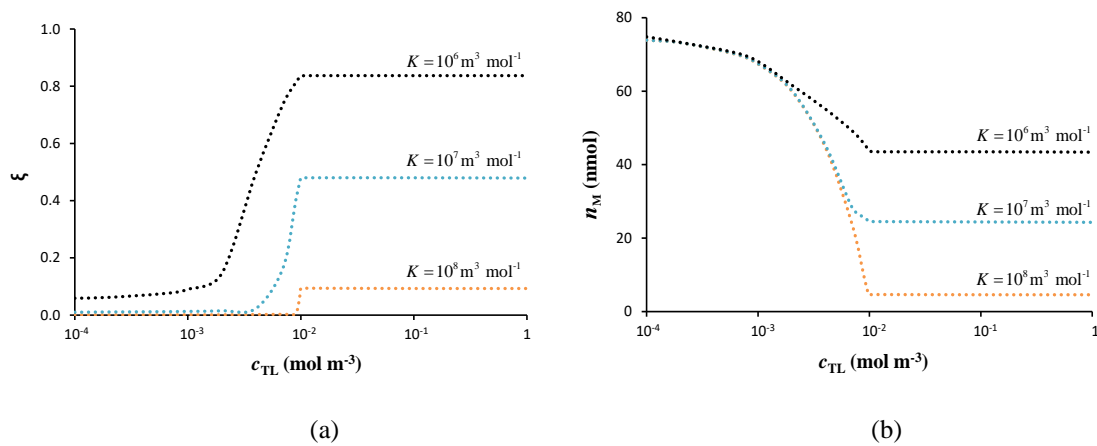 1.0
0.8
0.6
0.4
0.2
0.0
ξ
K = 10⁶ m³ mol⁻¹
K = 10⁷ m³ mol⁻¹
K = 10⁸ m³ mol⁻¹
10⁻⁴ 10⁻³ 10⁻² 10⁻¹ 1
c_TL (mol m⁻³)
(a)
80
60
40
20
0
n_M (nmol)
K = 10⁶ m³ mol⁻¹
K = 10⁷ m³ mol⁻¹
K = 10⁸ m³ mol⁻¹
10⁻⁴ 10⁻³ 10⁻² 10⁻¹ 1
c_TL (mol m⁻³)
(b)